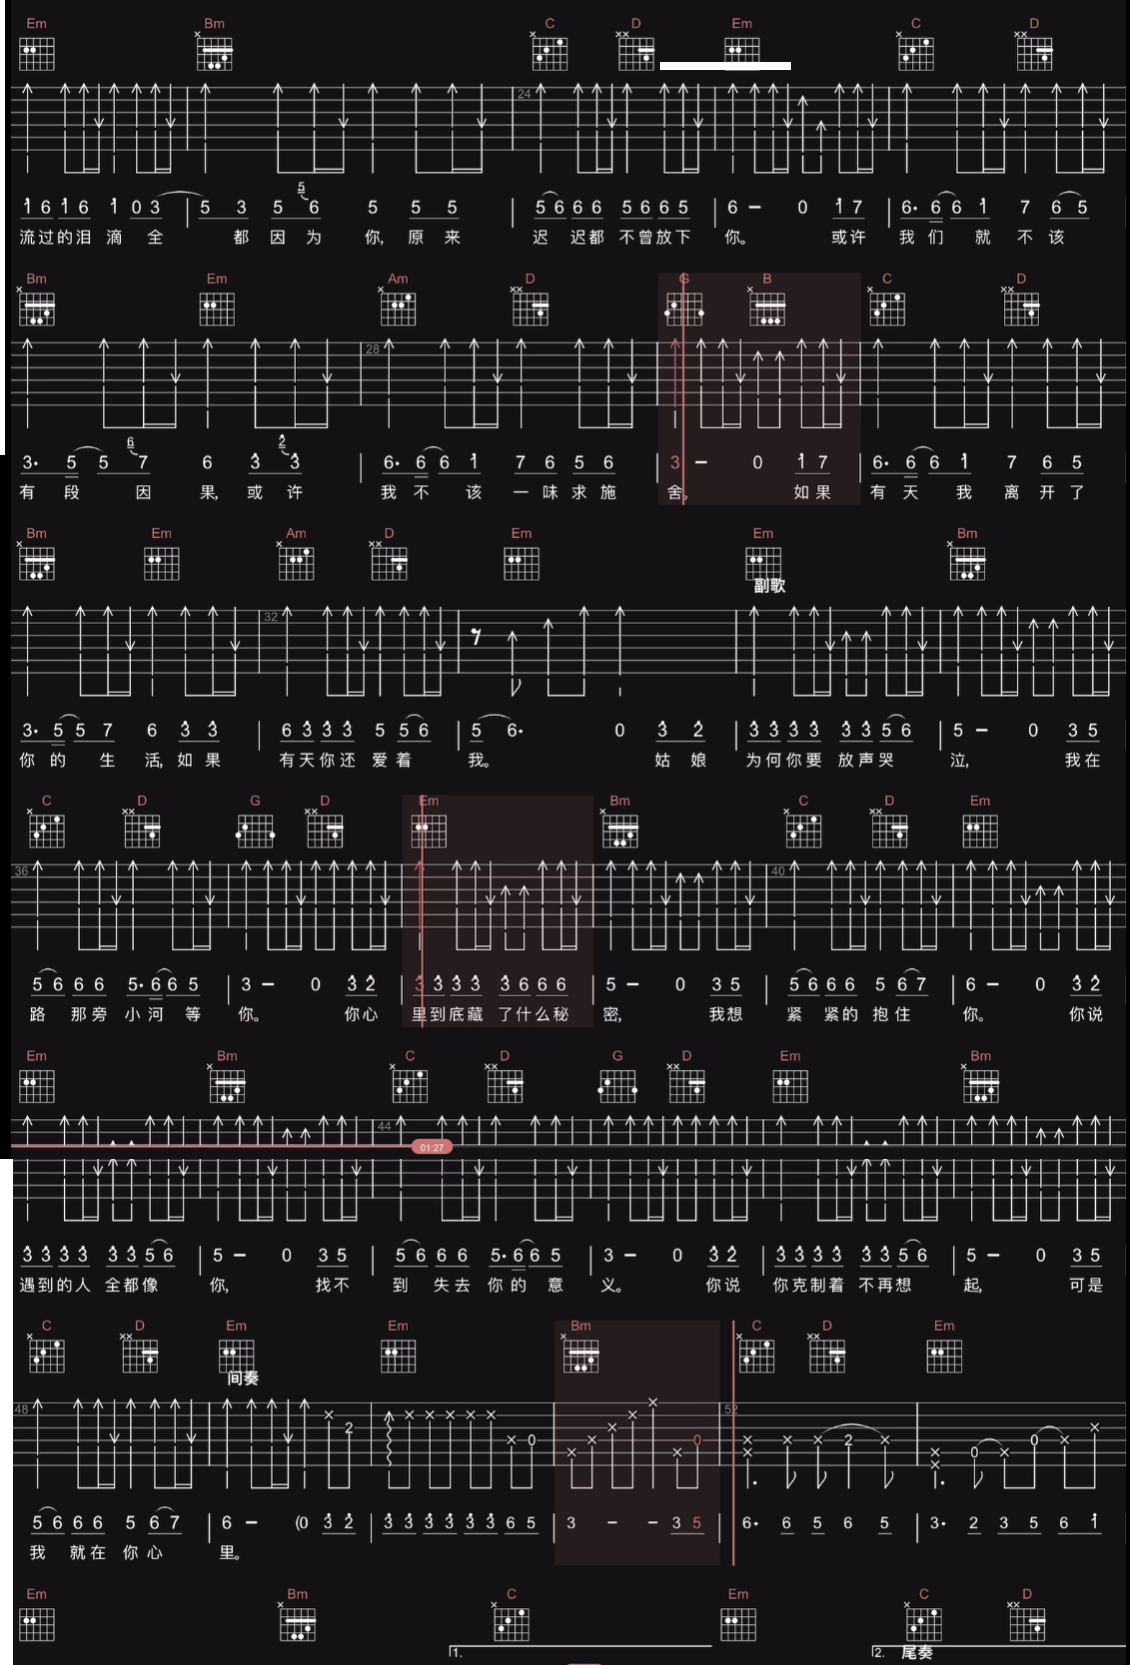 Em Bm C D Em C D
24
5
1 6 1 6 1 0 3 | 5 3 5 6 5 5 5 | 5 6 6 6 5 6 6 5 | 6 - 0 1 7 | 6· 6 6 1 7 6 5
流过的泪 滴 全 都 因 为 你, 原 来 迟 迟都 不曾放下 你。 或许 我 们 就 不 该
Bm Em Am D G B C D
28
6 2
3· 5 5 7 6 3 3 | 6· 6 6 1 7 6 5 6 | 3 - 0 1 7 | 6· 6 6 1 7 6 5
有 段 因 果, 或 许 我 不 该 一 味 求 施 舍。 如果 有 天 我 离 开 了
Bm Em Am D Em Em Bm
副歌
32
3· 5 5 7 6 3 3 | 6 3 3 3 5 5 6 | 5 6· 0 3 2 | 3 3 3 3 3 3 5 6 | 5 - 0 3 5
你 的 生 活, 如 果 有天你还 爱 着 我。 姑 娘 为何你要 放声哭 泣, 我在
C D G D Em Bm C D Em
36 40
5 6 6 6 5· 6 6 5 | 3 - 0 3 2 | 3 3 3 3 3 6 6 6 | 5 - 0 3 5 | 5 6 6 6 5 6 7 | 6 - 0 3 2
路 那旁 小河 等 你。 你心 里到底藏 了什么秘 密, 我想 紧 紧的 抱 住 你。 你说
Em Bm C D G D Em Bm
44
01:27
3 3 3 3 3 3 5 6 | 5 - 0 3 5 | 5 6 6 6 5· 6 6 5 | 3 - 0 3 2 | 3 3 3 3 3 3 5 6 | 5 - 0 3 5
遇到的人 全都像 你, 找不 到 失去 你的 意 义。 你说 你克制着 不再想 起, 可是
C D Em Em Bm C D Em
间奏
48 52
2 0 0 2 0 0
5 6 6 6 5 6 7 | 6 - (0 3 2 | 3 3 3 3 3 3 6 5 | 3 - - 3 5 | 6· 6 5 6 5 | 3· 2 3 5 6 1
我 就在 你 心 里。
Em Bm C Em C D
1. 2. 尾奏